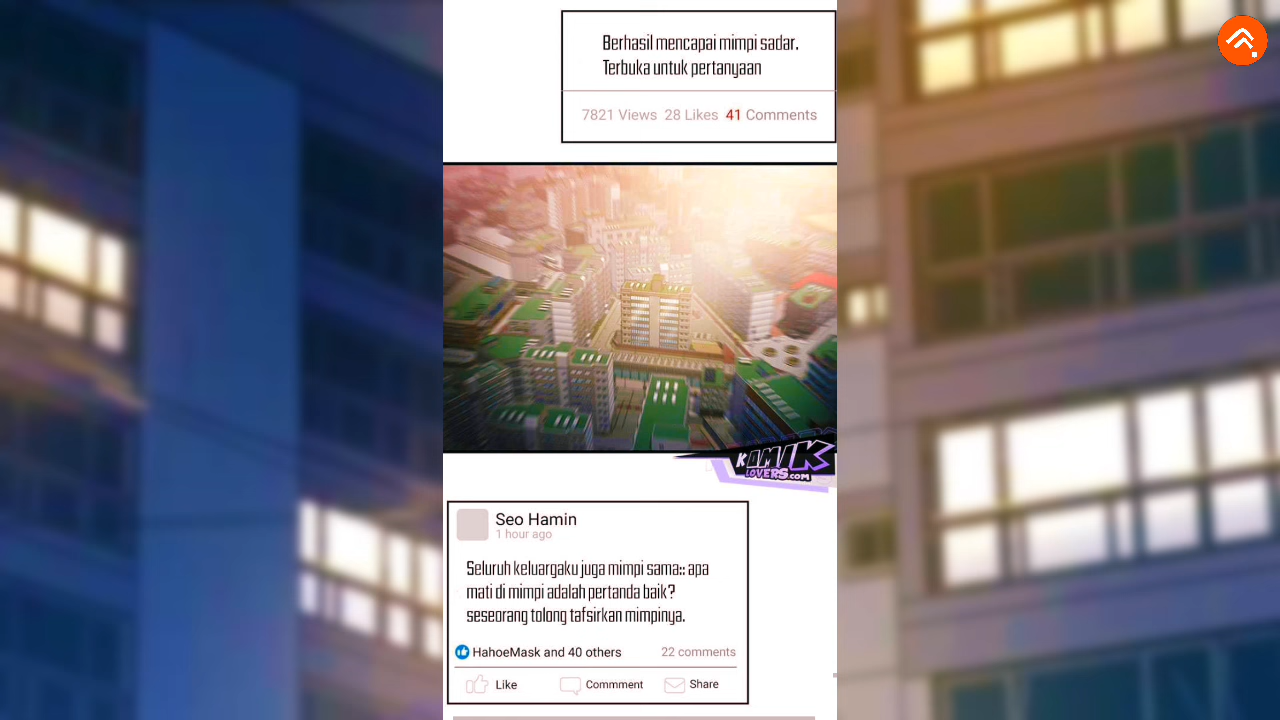 Berhasil mencapai mimpi sadar.
Terbuka untuk pertanyaan
7821 Views 28 Likes 41 Comments
KOMIK
LOVERS.COM
Seo Hamin
1 hour ago
Seluruh keluargaku juga mimpi sama:: apa
mati di mimpi adalah pertanda baik?
seseorang tolong tafsirkan mimpinya.
HahoeMask and 40 others 22 comments
Like Commment Share